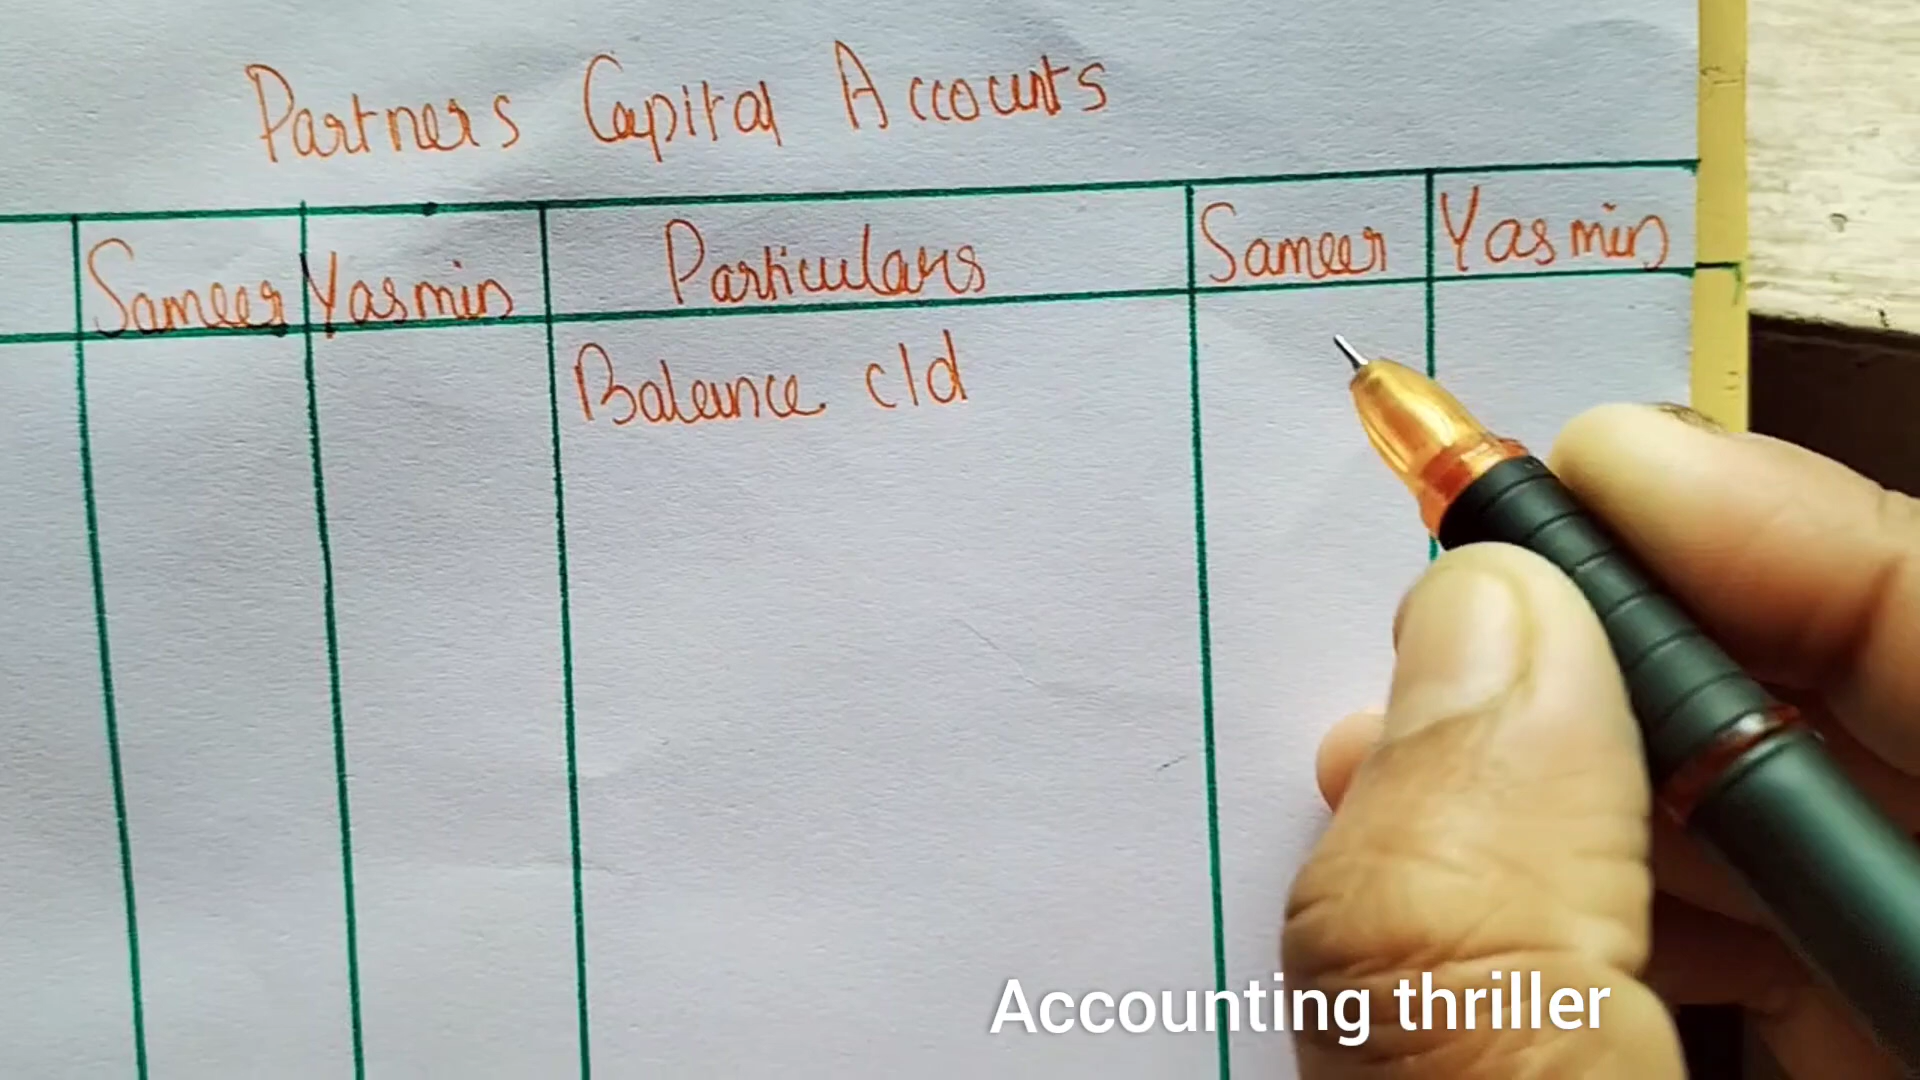 Partners Capital Accounts
Sameer Yasmin Particulars Sameer Yasmin
Balance c/d
Accounting thriller